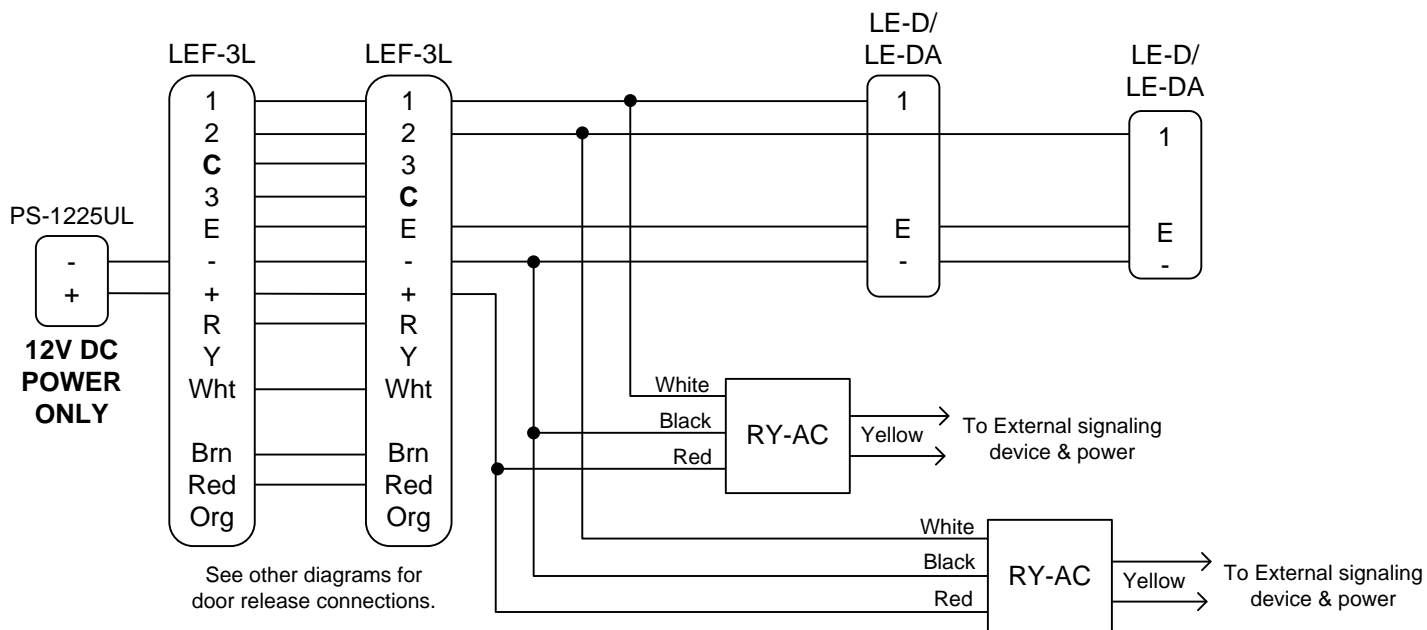 LEF-3L
1
2
C
3
E
-
+
R
Y
Wht
Brn
Red
Org
LEF-3L
1
2
3
C
E
-
+
R
Y
Wht
Brn
Red
Org
LE-D/
LE-DA
1
E
-
LE-D/
LE-DA
1
E
-
PS-1225UL
-
+
12V DC
POWER
ONLY
White
Black
Red
RY-AC
Yellow
To External signaling
device & power
White
Black
Red
RY-AC
Yellow
To External signaling
device & power
See other diagrams for
door release connections.